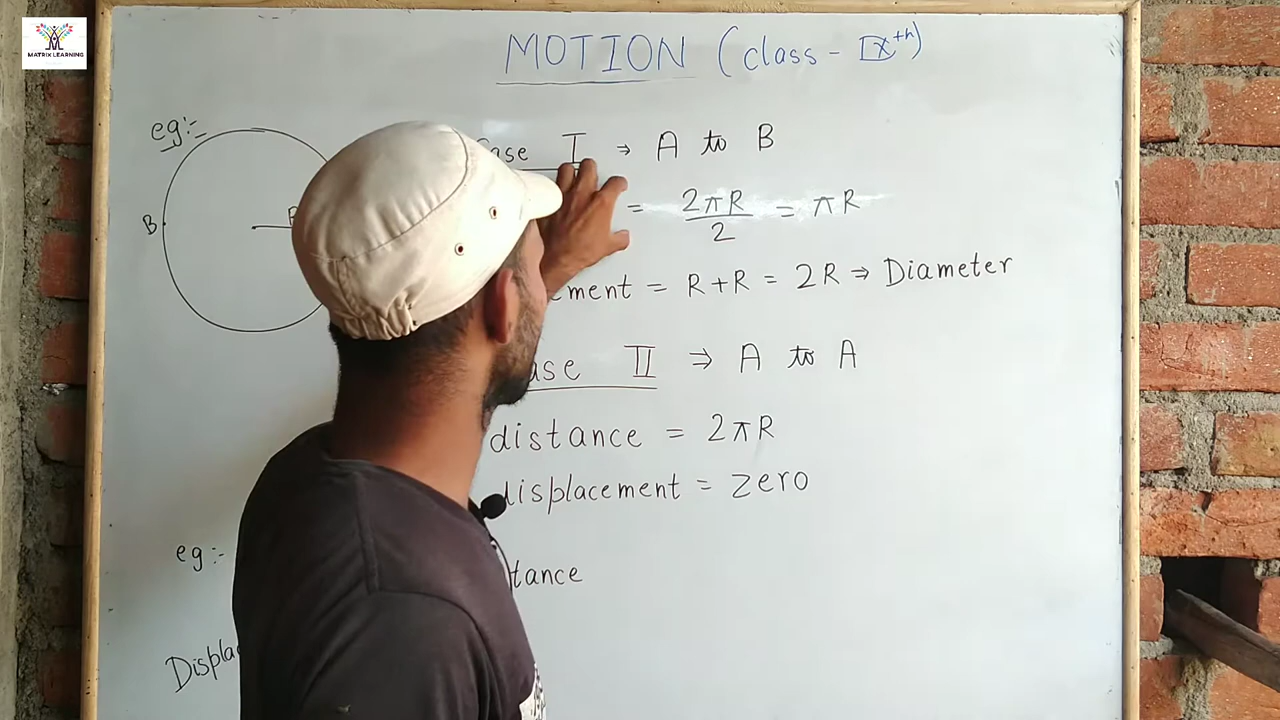 MATRIX LEARNING
MOTION (class - IXth)
eg:-
Case I ⇒ A to B
B
= 2πR/2 = πR
ement = R+R = 2R ⇒ Diameter
ase II ⇒ A to A
distance = 2πR
displacement = zero
eg:-
tance
Displa